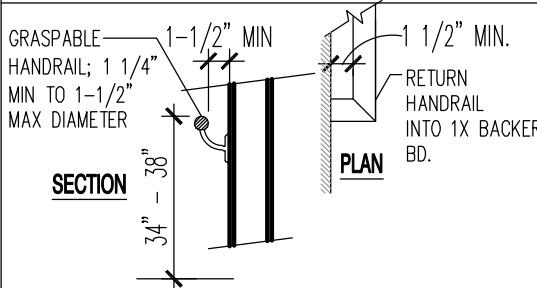 GRASPABLE
HANDRAIL; 1 1/4"
MIN TO 1-1/2"
MAX DIAMETER
1-1/2" MIN
SECTION
34" - 38"
1 1/2" MIN.
RETURN
HANDRAIL
INTO 1X BACKER
BD.
PLAN